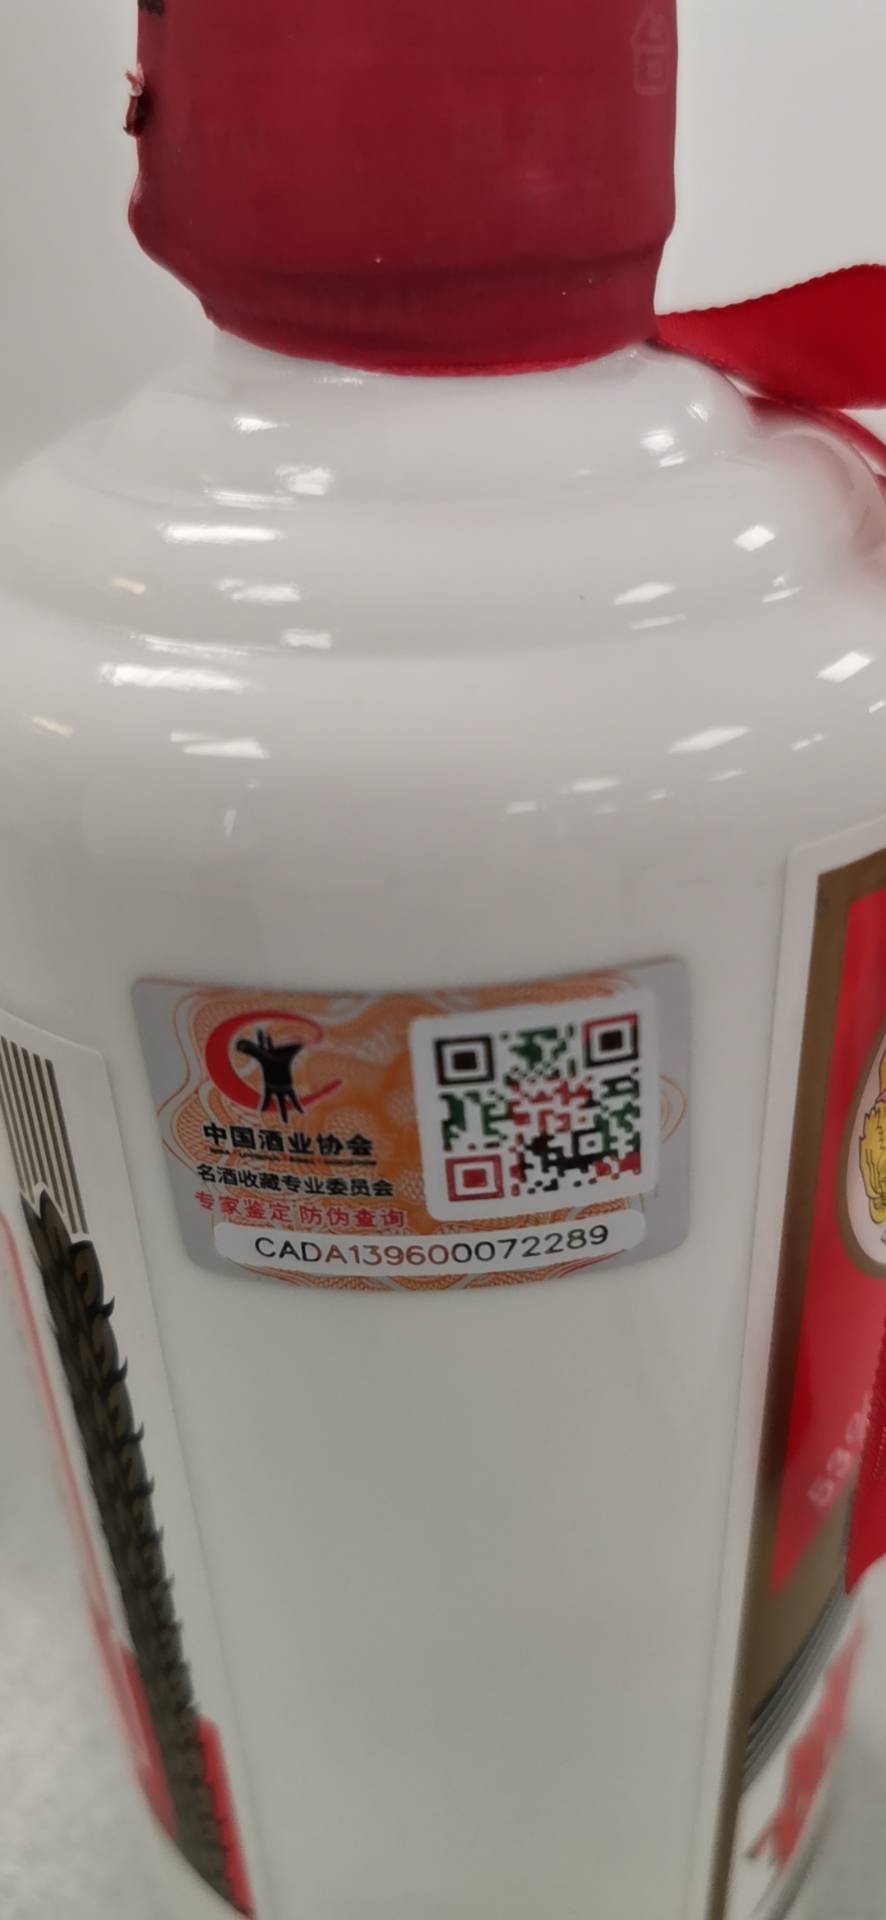 中国酒业协会
名酒收藏专业委员会
专家鉴定 防伪查询
CADA139600072289
53%